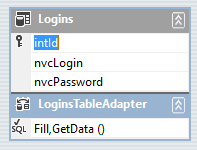 Logins
intId
nvcLogin
nvcPassword
LoginsTableAdapter
SQL Fill,GetData ()